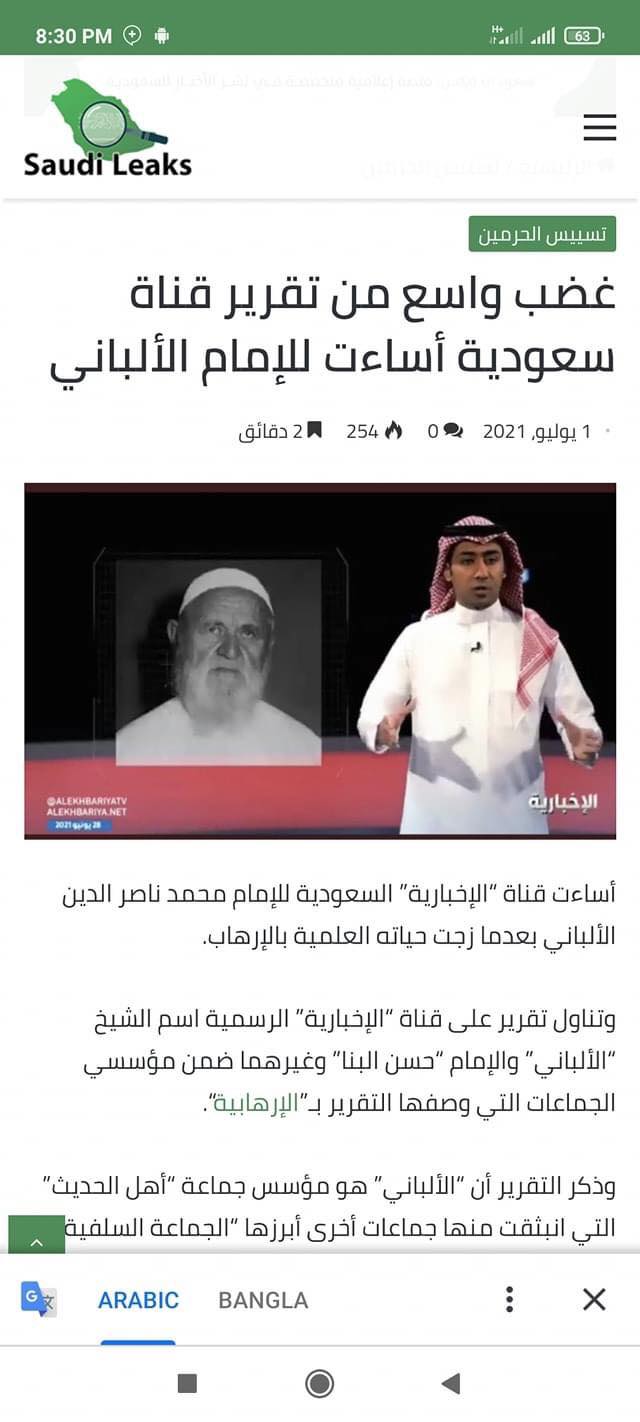 8:30 PM
H+
63
Saudi Leaks
تسييس الحرمين
غضب واسع من تقرير قناة
سعودية أساءت للإمام الألباني
1 يوليو، 2021 0 254 2 دقائق
@ALEKHBARIYATV
ALEKHBARIYA.NET
28 يونيو 2021
الإخبارية
أساءت قناة “الإخبارية” السعودية للإمام محمد ناصر الدين
الألباني بعدما زجت حياته العلمية بالإرهاب.
وتناول تقرير على قناة “الإخبارية” الرسمية اسم الشيخ
“الألباني” والإمام “حسن البنا” وغيرهما ضمن مؤسسي
الجماعات التي وصفها التقرير بـ”الإرهابية“.
وذكر التقرير أن “الألباني” هو مؤسس جماعة “أهل الحديث”
التي انبثقت منها جماعات أخرى أبرزها “الجماعة السلفية
ARABIC BANGLA